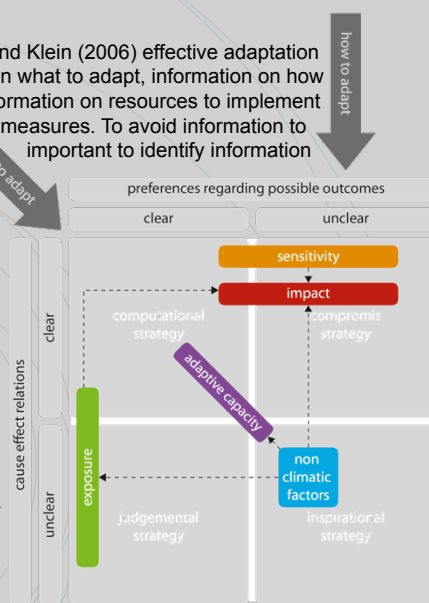 nd Klein (2006) effective adaptation
n what to adapt, information on how
ormation on resources to implement
measures. To avoid information to
important to identify information
how to adapt
to adapt
preferences regarding possible outcomes
clear
unclear
cause effect relations
clear
unclear
sensitivity
impact
computational
strategy
compromis
strategy
adaptive capacity
exposure
non
climatic
factors
judgemental
strategy
inspirational
strategy